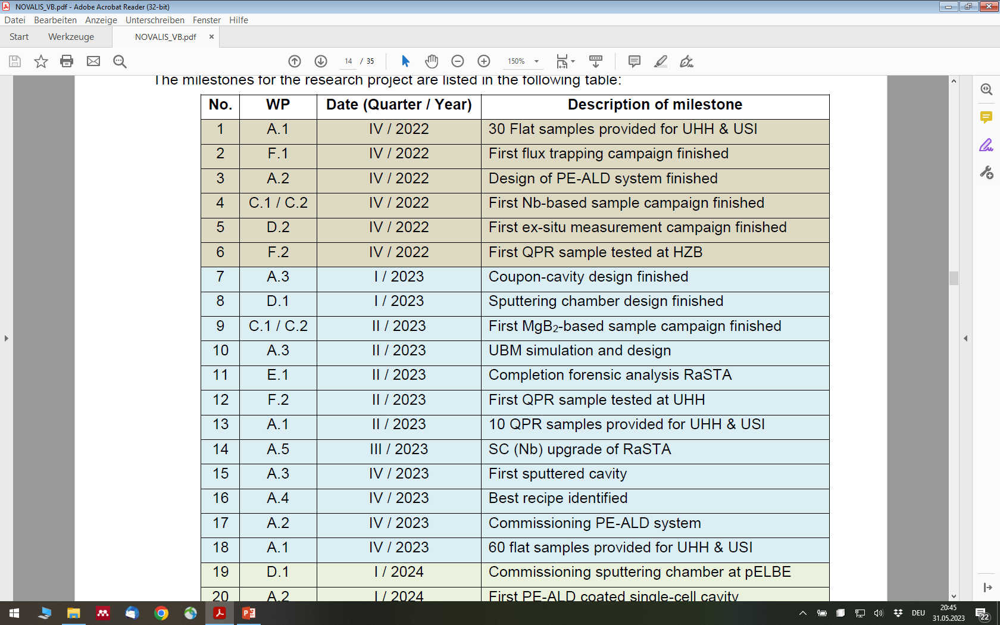 NOVALIS_VB.pdf - Adobe Acrobat Reader (32-bit)
Datei Bearbeiten Anzeige Unterschreiben Fenster Hilfe
Start Werkzeuge NOVALIS_VB.pdf ×
14 / 35 150%
The milestones for the research project are listed in the following table:
No. WP Date (Quarter / Year) Description of milestone
1 A.1 IV / 2022 30 Flat samples provided for UHH & USI
2 F.1 IV / 2022 First flux trapping campaign finished
3 A.2 IV / 2022 Design of PE-ALD system finished
4 C.1 / C.2 IV / 2022 First Nb-based sample campaign finished
5 D.2 IV / 2022 First ex-situ measurement campaign finished
6 F.2 IV / 2022 First QPR sample tested at HZB
7 A.3 I / 2023 Coupon-cavity design finished
8 D.1 I / 2023 Sputtering chamber design finished
9 C.1 / C.2 II / 2023 First MgB₂-based sample campaign finished
10 A.3 II / 2023 UBM simulation and design
11 E.1 II / 2023 Completion forensic analysis RaSTA
12 F.2 II / 2023 First QPR sample tested at UHH
13 A.1 II / 2023 10 QPR samples provided for UHH & USI
14 A.5 III / 2023 SC (Nb) upgrade of RaSTA
15 A.3 IV / 2023 First sputtered cavity
16 A.4 IV / 2023 Best recipe identified
17 A.2 IV / 2023 Commissioning PE-ALD system
18 A.1 IV / 2023 60 flat samples provided for UHH & USI
19 D.1 I / 2024 Commissioning sputtering chamber at pELBE
20 A.2 I / 2024 First PE-ALD coated single-cell cavity
DEU 20:45
31.05.2023 22